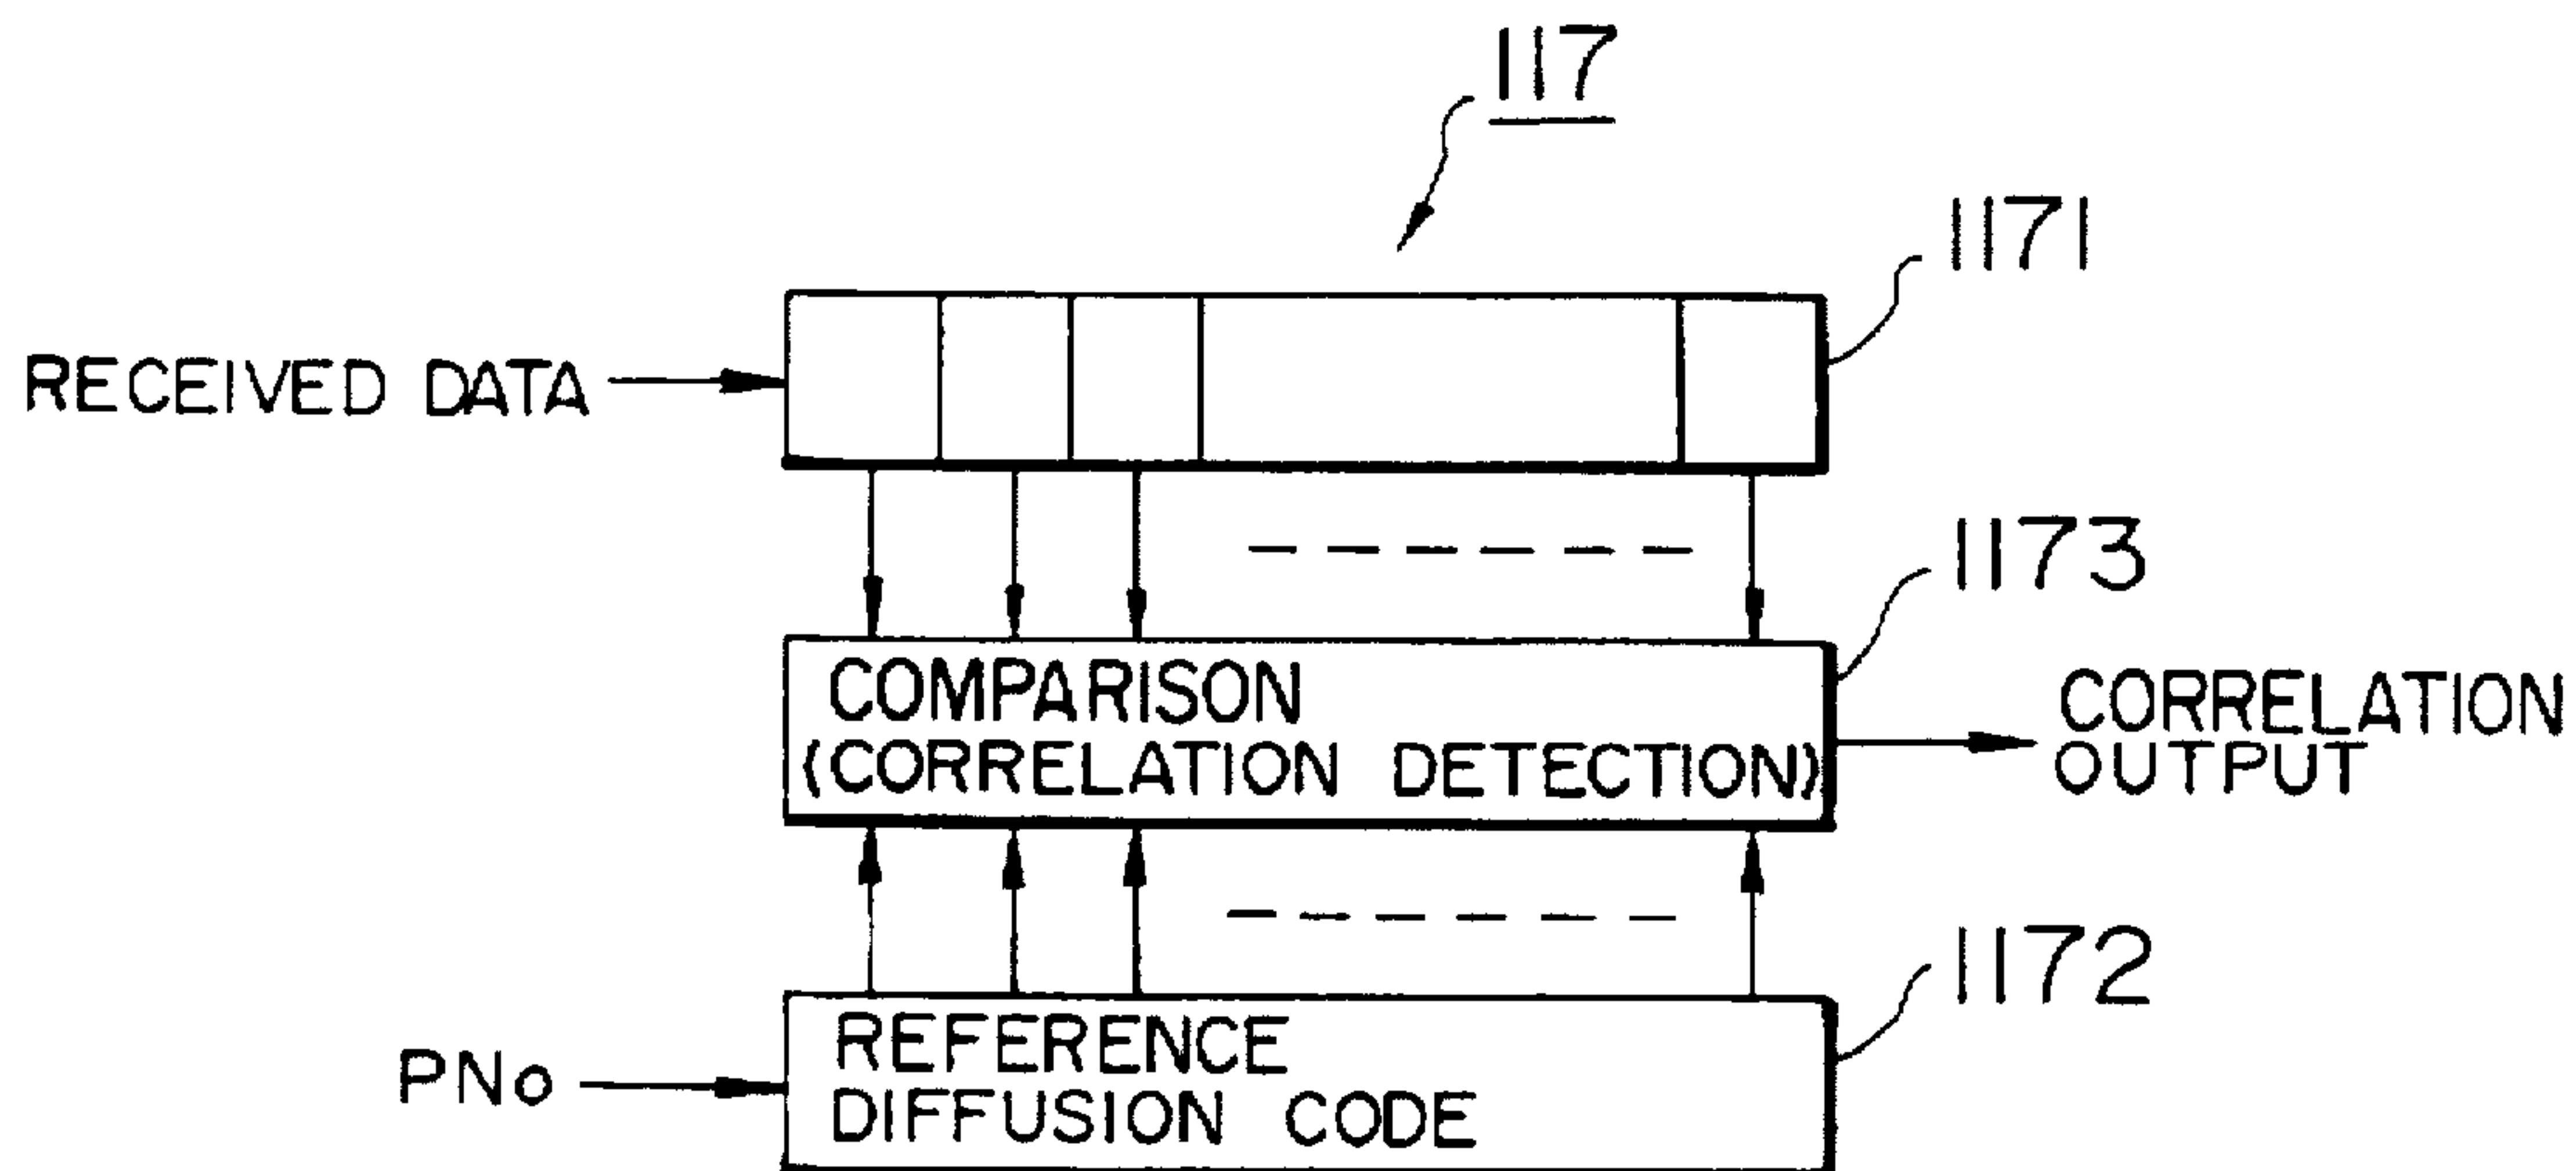 117
1171
RECEIVED DATA
1173
COMPARISON
(CORRELATION DETECTION)
CORRELATION
OUTPUT
1172
REFERENCE
DIFFUSION CODE
PNo